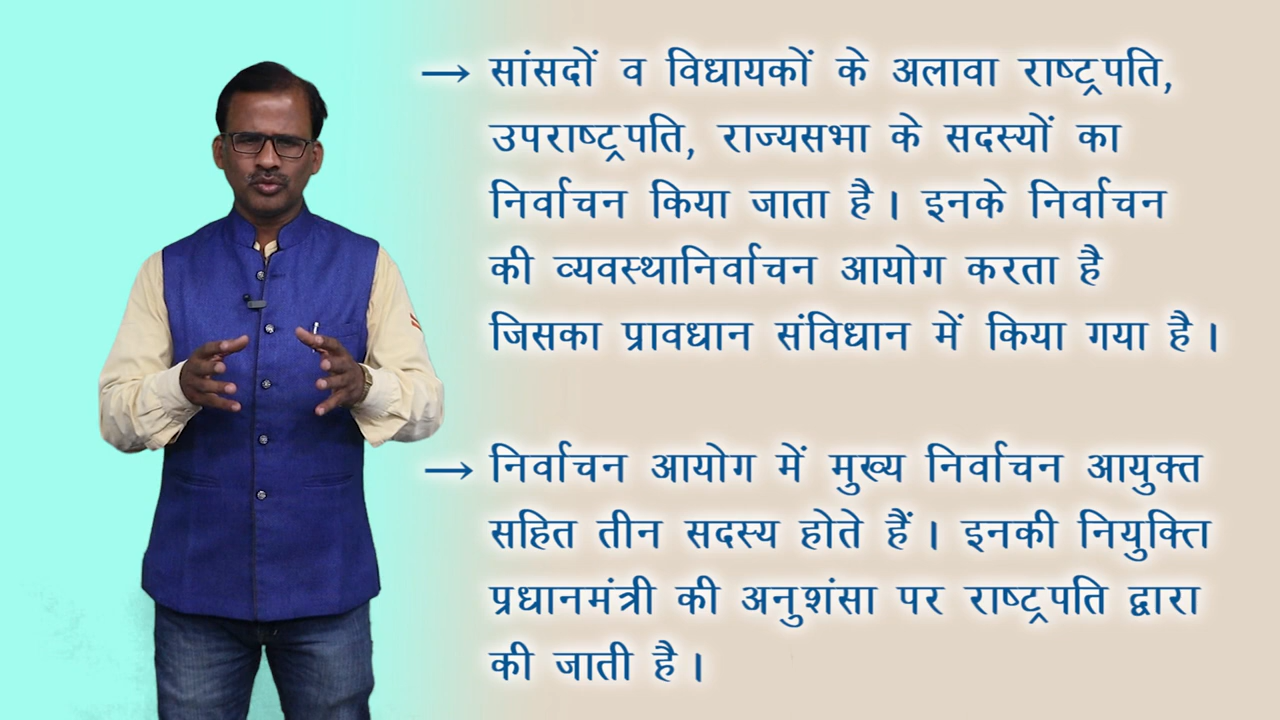 → सांसदों व विधायकों के अलावा राष्ट्रपति,
उपराष्ट्रपति, राज्यसभा के सदस्यों का
निर्वाचन किया जाता है। इनके निर्वाचन
की व्यवस्थानिर्वाचन आयोग करता है
जिसका प्रावधान संविधान में किया गया है।
→ निर्वाचन आयोग में मुख्य निर्वाचन आयुक्त
सहित तीन सदस्य होते हैं। इनकी नियुक्ति
प्रधानमंत्री की अनुशंसा पर राष्ट्रपति द्वारा
की जाती है।